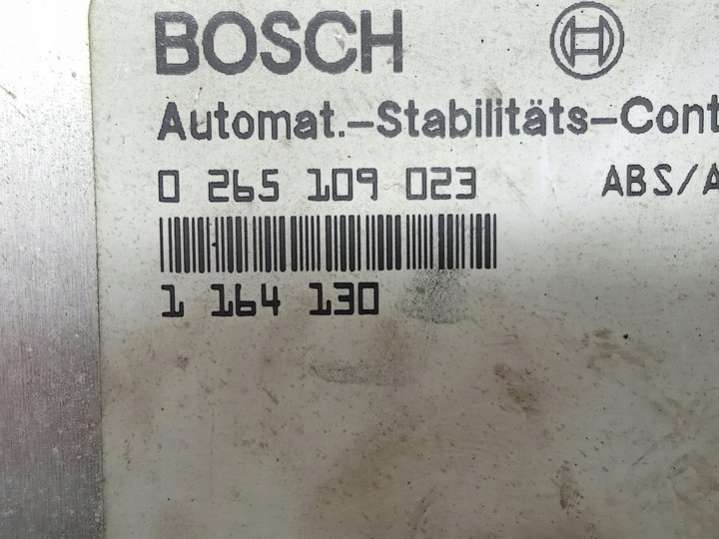 BOSCH
Automat.-Stabilitäts-Cont
0 265 109 023 ABS/A
1 164 130